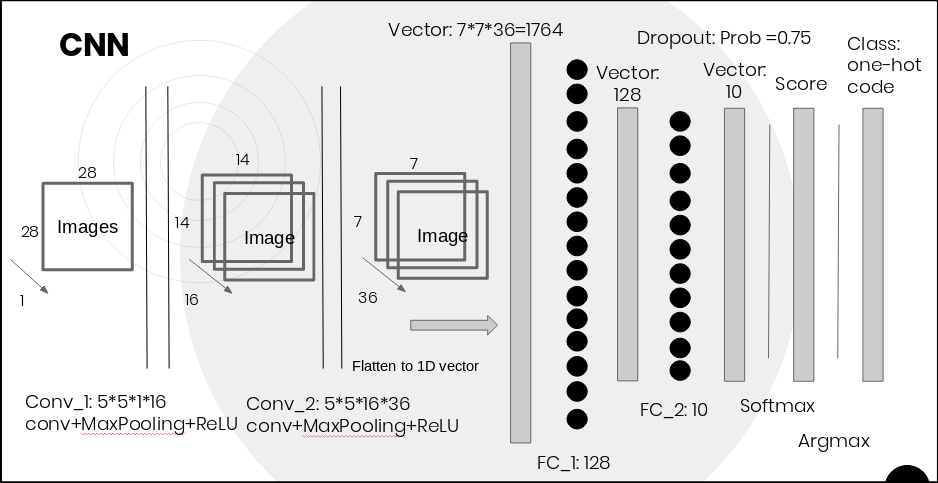 CNN
Vector: 7*7*36=1764
Dropout: Prob =0.75
Class:
one-hot
code
Vector:
128
Vector:
10
Score
28
28
Images
1
14
14
Image
16
7
7
Image
36
Flatten to 1D vector
Conv_1: 5*5*1*16
conv+MaxPooling+ReLU
Conv_2: 5*5*16*36
conv+MaxPooling+ReLU
FC_1: 128
FC_2: 10
Softmax
Argmax